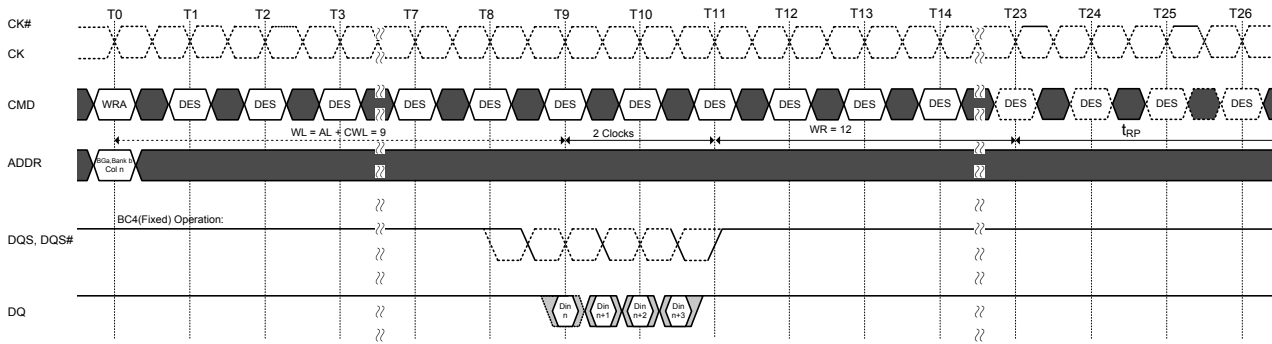 T0 T1 T2 T3 T7 T8 T9 T10 T11 T12 T13 T14 T23 T24 T25 T26
CK#
CK
CMD WRA DES DES DES DES DES DES DES DES DES DES DES DES DES DES DES
WL = AL + CWL = 9 2 Clocks WR = 12 tRP
ADDR
BGa,Bank b
Col n
BC4(Fixed) Operation:
DQS, DQS#
DQ
Din n
Din n+1
Din n+2
Din n+3